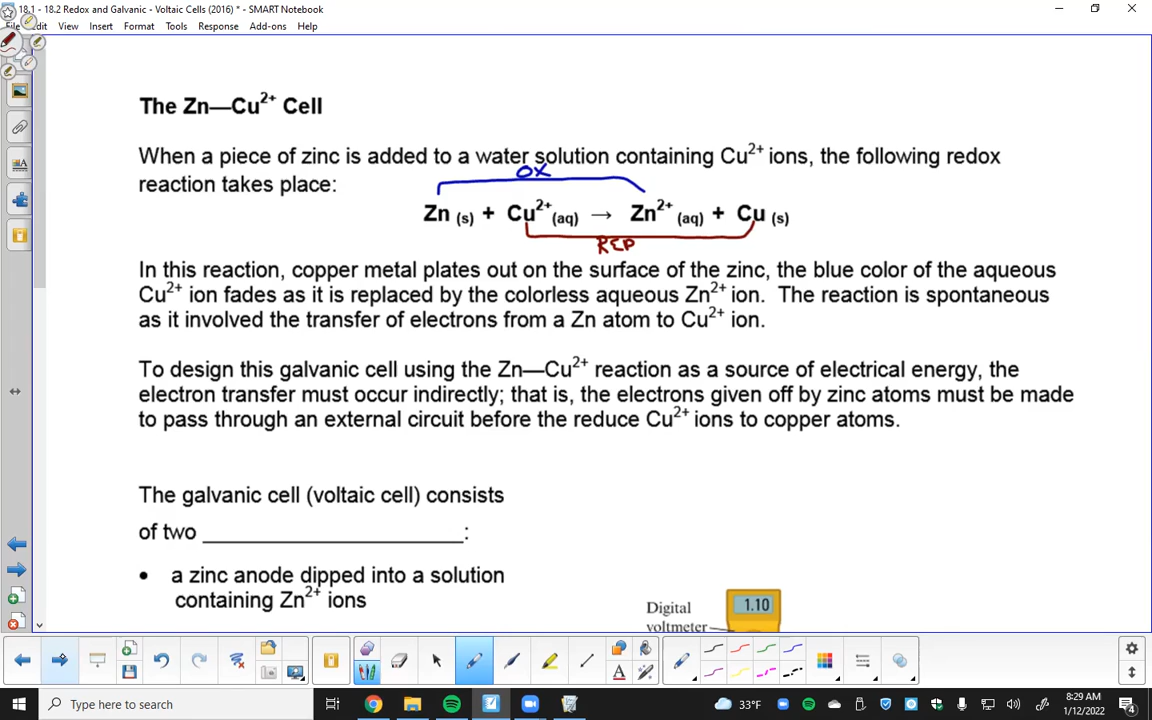 18.1 - 18.2 Redox and Galvanic - Voltaic Cells (2016) * - SMART Notebook
File Edit View Insert Format Tools Request Add-ons Help
The Zn—Cu²⁺ Cell
When a piece of zinc is added to a water solution containing Cu²⁺ ions, the following redox
reaction takes place:
OX
Zn (s) + Cu²⁺(aq) → Zn²⁺ (aq) + Cu (s)
RED
In this reaction, copper metal plates out on the surface of the zinc, the blue color of the aqueous
Cu²⁺ ion fades as it is replaced by the colorless aqueous Zn²⁺ ion. The reaction is spontaneous
as it involved the transfer of electrons from a Zn atom to Cu²⁺ ion.
To design this galvanic cell using the Zn—Cu²⁺ reaction as a source of electrical energy, the
electron transfer must occur indirectly; that is, the electrons given off by zinc atoms must be made
to pass through an external circuit before the reduce Cu²⁺ ions to copper atoms.
The galvanic cell (voltaic cell) consists
of two ____________________:
• a zinc anode dipped into a solution
containing Zn²⁺ ions
Digital
voltmeter
1.10
Type here to search
33°F
8:29 AM
1/12/2022
4